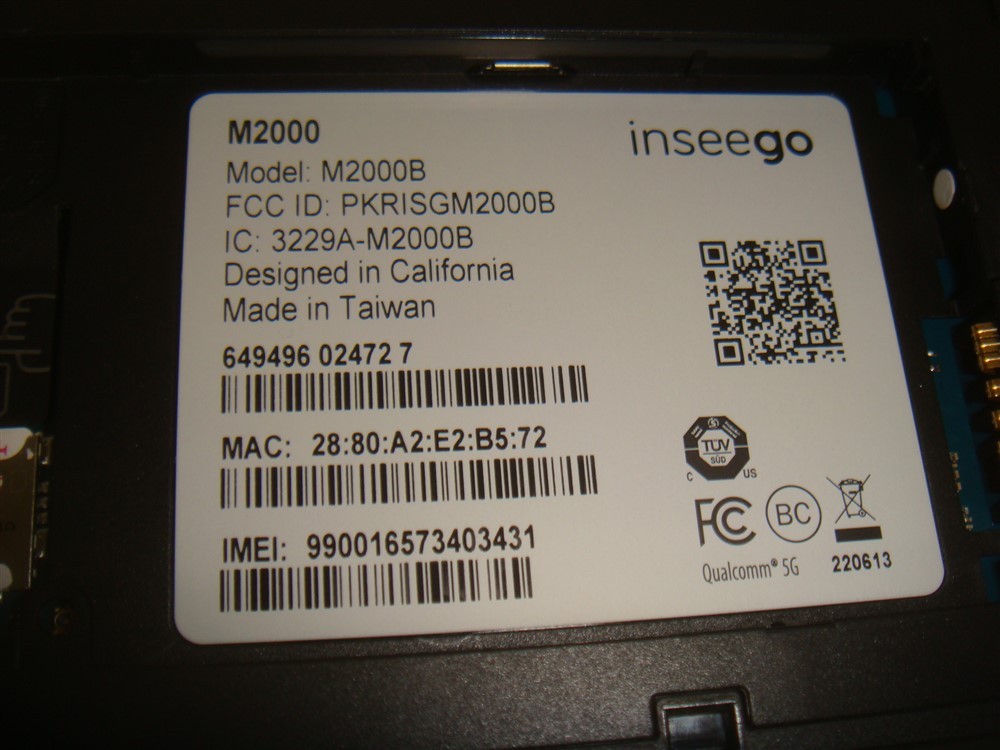 M2000
inseego
Model: M2000B
FCC ID: PKRISGM2000B
IC: 3229A-M2000B
Designed in California
Made in Taiwan
649496 02472 7
MAC: 28:80:A2:E2:B5:72
IMEI: 990016573403431
TÜV
SÜD
C US
FC
BC
Qualcomm® 5G
220613